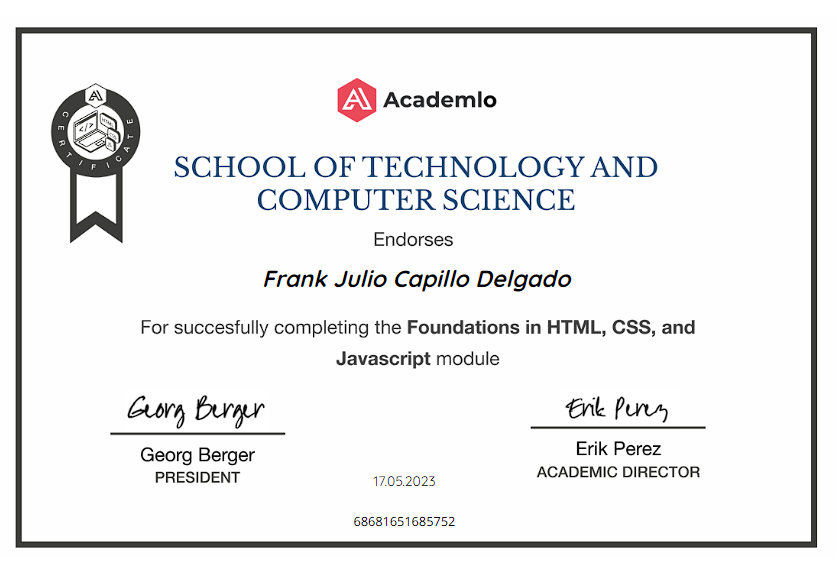 Academlo
CERTIFICATE
SCHOOL OF TECHNOLOGY AND
COMPUTER SCIENCE
Endorses
Frank Julio Capillo Delgado
For succesfully completing the Foundations in HTML, CSS, and
Javascript module
Georg Berger
Erik Perez
Georg Berger
PRESIDENT
Erik Perez
ACADEMIC DIRECTOR
17.05.2023
68681651685752